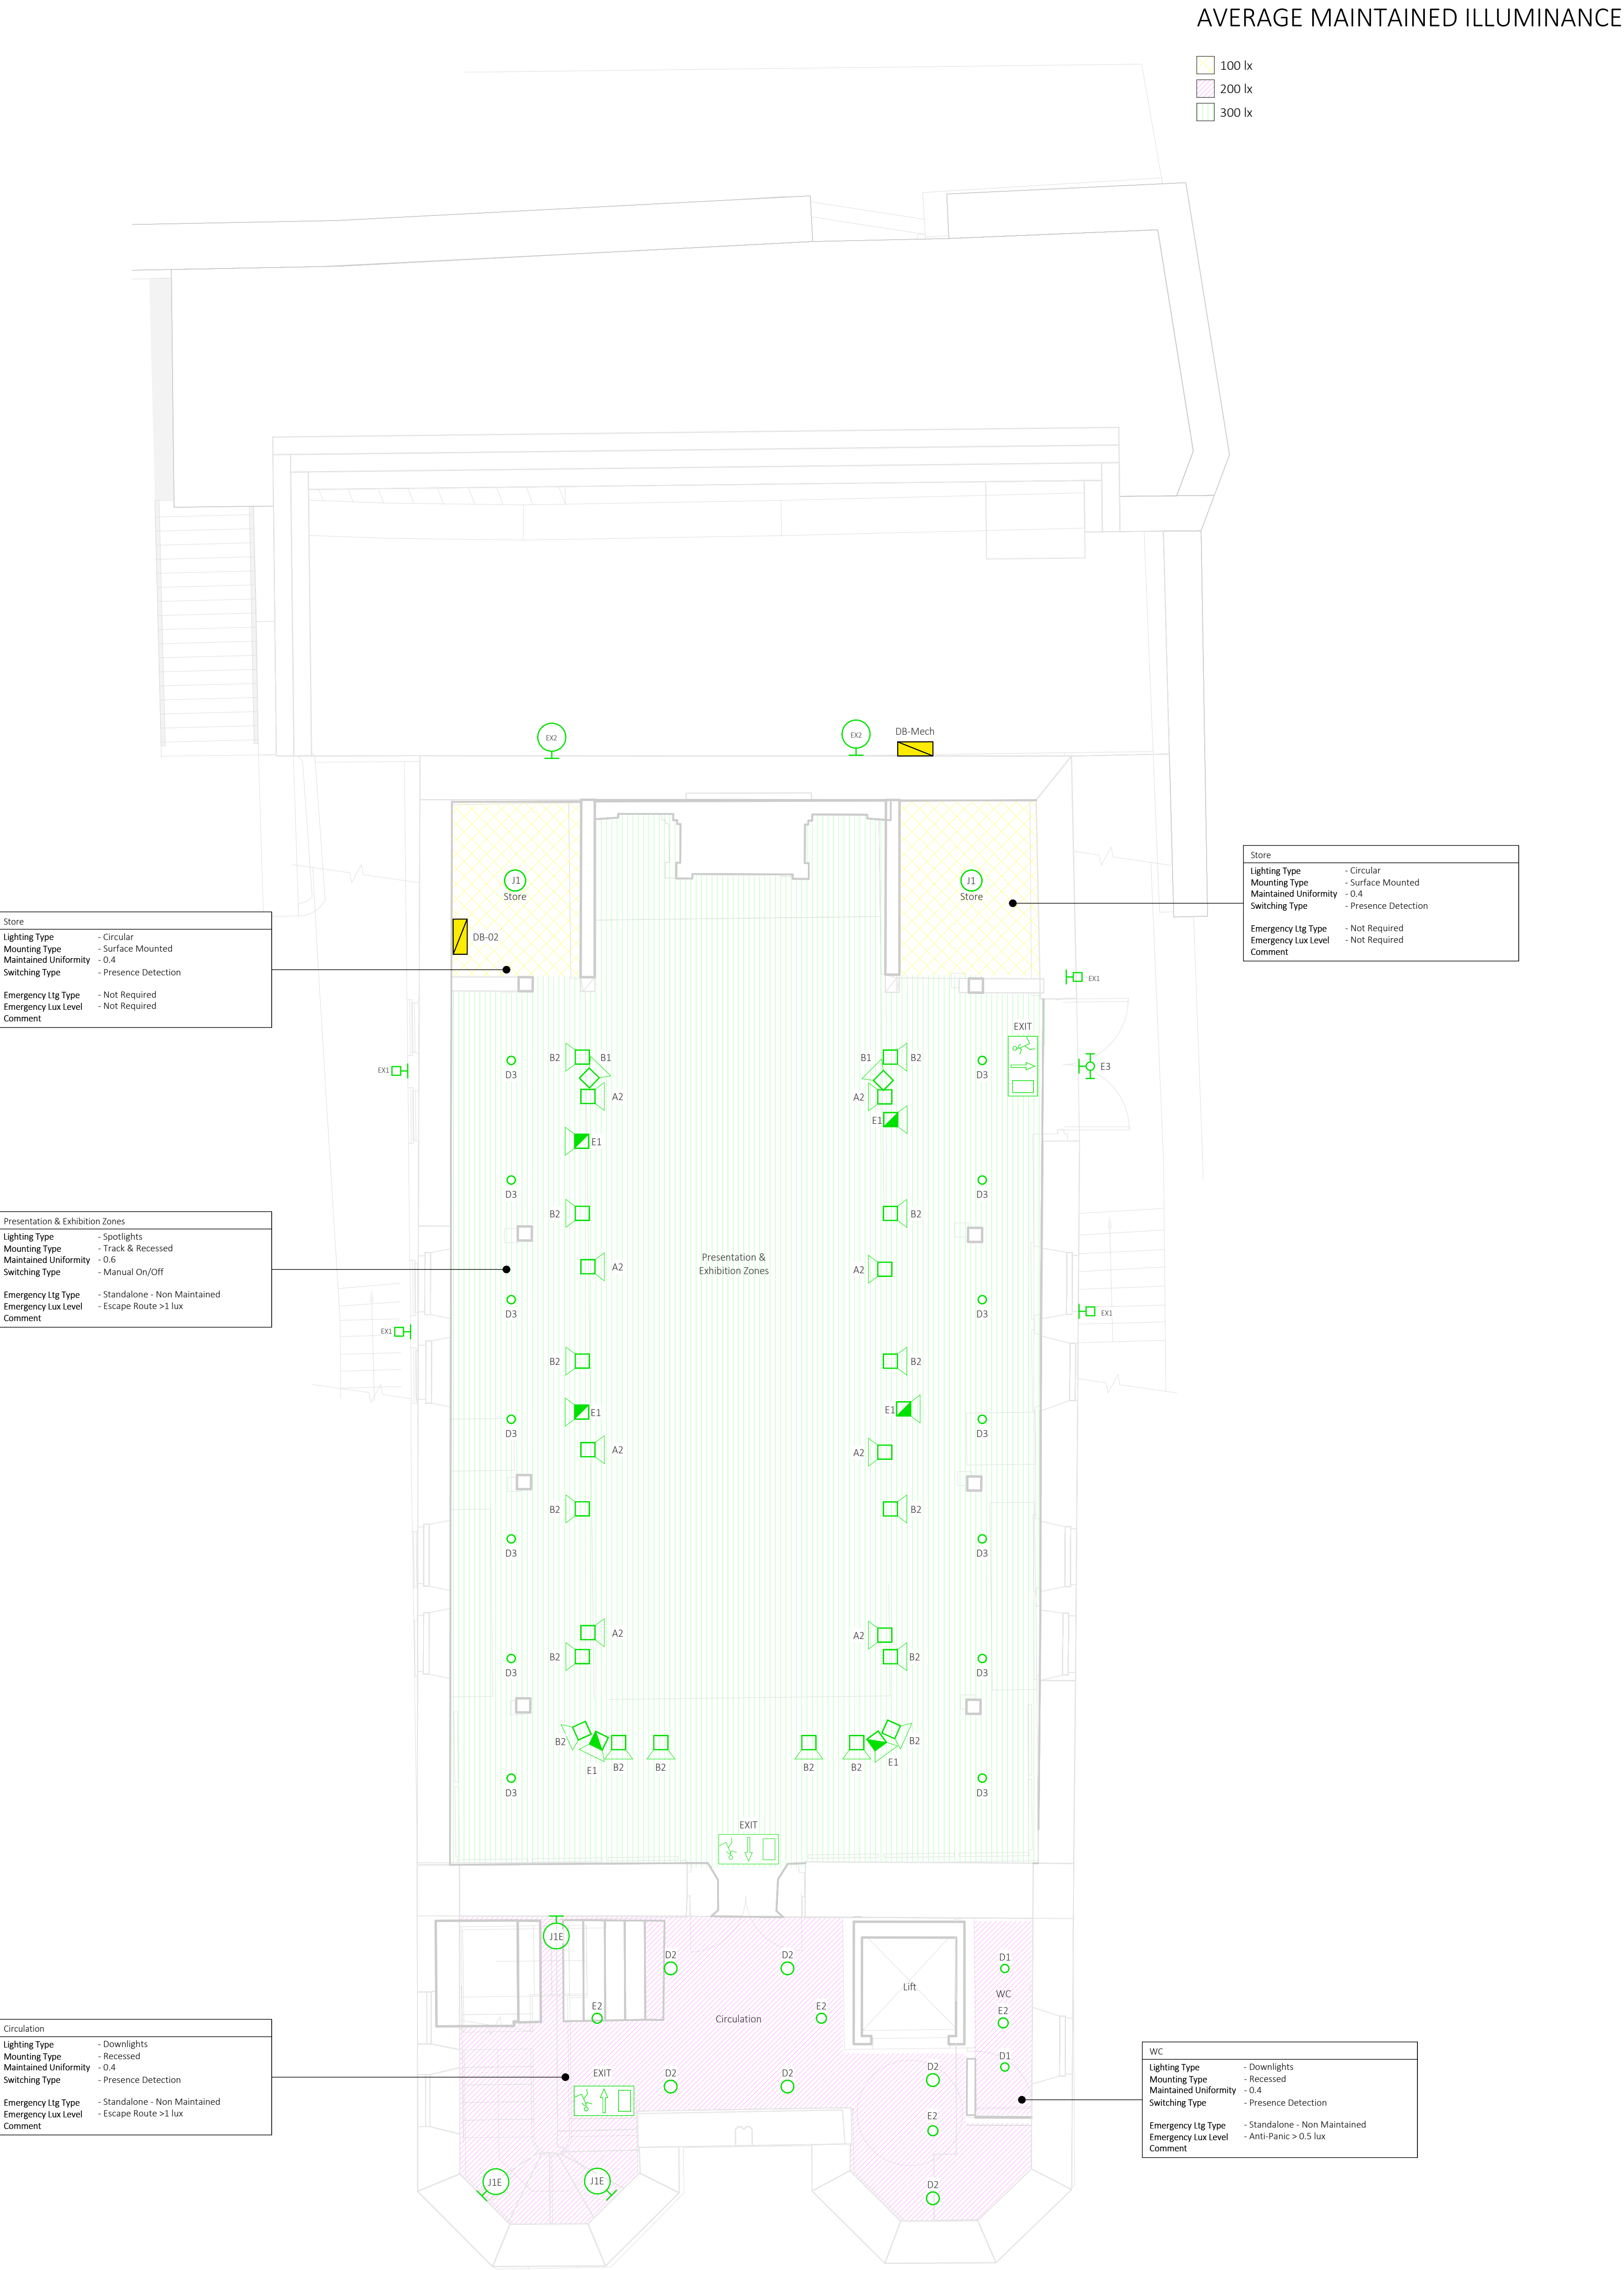 AVERAGE MAINTAINED ILLUMINANCE
100 lx
200 lx
300 lx
EX2
EX2
DB-Mech
J1
Store
J1
Store
DB-02
Store
Lighting Type - Circular
Mounting Type - Surface Mounted
Maintained Uniformity - 0.4
Switching Type - Presence Detection
Emergency Ltg Type - Not Required
Emergency Lux Level - Not Required
Comment
Store
Lighting Type - Circular
Mounting Type - Surface Mounted
Maintained Uniformity - 0.4
Switching Type - Presence Detection
Emergency Ltg Type - Not Required
Emergency Lux Level - Not Required
Comment
EX1
EXIT
B2
B1
B1
B2
E3
EX1
D3
D3
A2
A2
E1
E1
D3
D3
B2
B2
Presentation & Exhibition Zones
Lighting Type - Spotlights
Mounting Type - Track & Recessed
Maintained Uniformity - 0.6
Switching Type - Manual On/Off
Emergency Ltg Type - Standalone - Non Maintained
Emergency Lux Level - Escape Route >1 lux
Comment
Presentation &
Exhibition Zones
A2
A2
D3
D3
EX1
EX1
B2
B2
E1
E1
D3
D3
A2
A2
B2
B2
D3
D3
A2
A2
B2
B2
D3
D3
B2
B2
E1
B2
B2
B2
B2
E1
D3
D3
EXIT
J1E
D2
D2
D1
Lift
WC
E2
E2
E2
Circulation
D1
Circulation
Lighting Type - Downlights
Mounting Type - Recessed
Maintained Uniformity - 0.4
Switching Type - Presence Detection
Emergency Ltg Type - Standalone - Non Maintained
Emergency Lux Level - Escape Route >1 lux
Comment
EXIT
D2
D2
D2
E2
WC
Lighting Type - Downlights
Mounting Type - Recessed
Maintained Uniformity - 0.4
Switching Type - Presence Detection
Emergency Ltg Type - Standalone - Non Maintained
Emergency Lux Level - Anti-Panic > 0.5 lux
Comment
J1E
J1E
D2